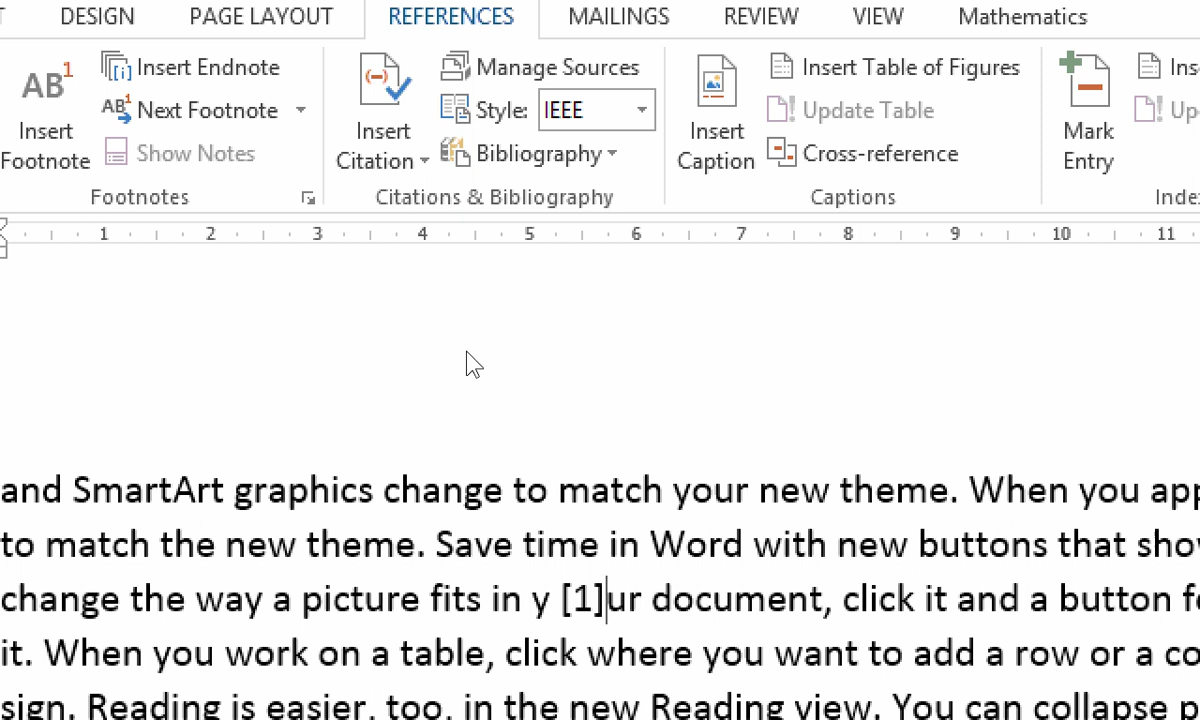 DESIGN PAGE LAYOUT REFERENCES MAILINGS REVIEW VIEW Mathematics
AB1 Insert Footnote
Insert Endnote
AB1 Next Footnote
Show Notes
Footnotes
Insert Citation
Manage Sources
Style: IEEE
Bibliography
Citations & Bibliography
Insert Caption
Insert Table of Figures
Update Table
Cross-reference
Captions
Mark Entry
1 2 3 4 5 6 7 8 9 10 11
and SmartArt graphics change to match your new theme. When you app
to match the new theme. Save time in Word with new buttons that shov
change the way a picture fits in y [1]ur document, click it and a button f
it. When you work on a table, click where you want to add a row or a co
sign. Reading is easier, too, in the new Reading view. You can collapse p